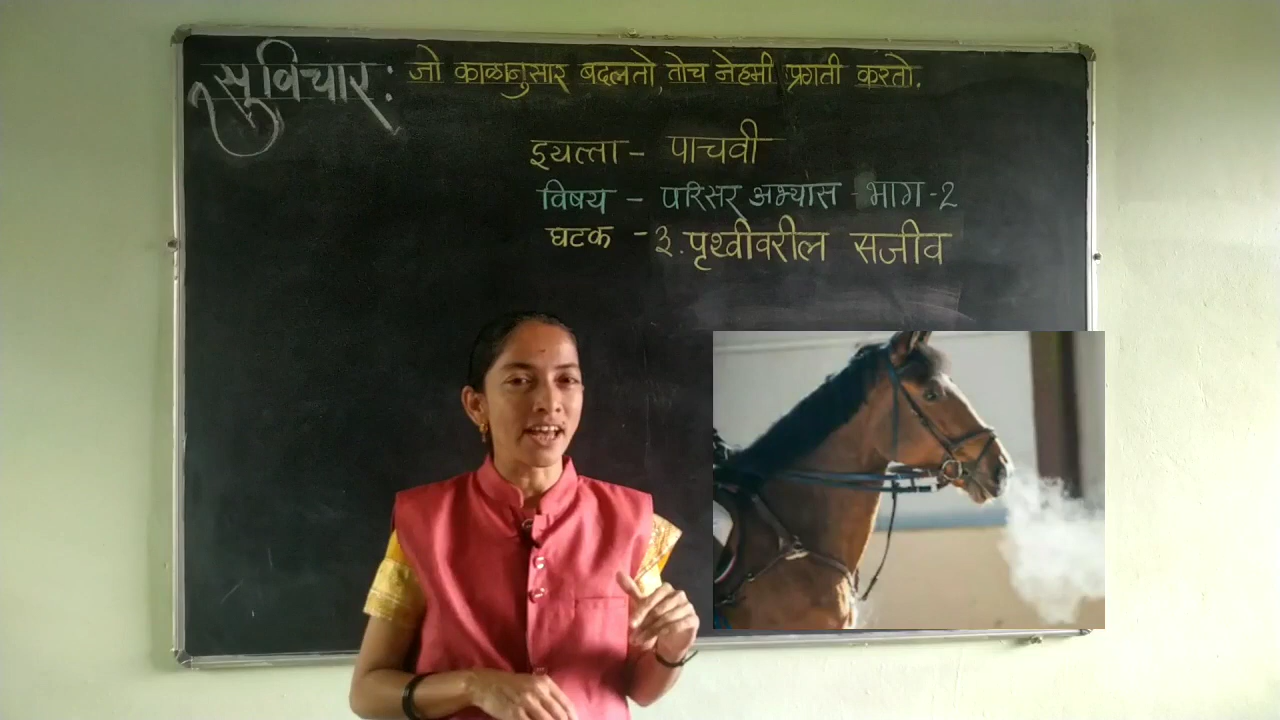 सुविचार: जो काळानुसार बदलतो, तोच नेहमी प्रगती करतो.
इयत्ता - पाचवी
विषय - परिसर अभ्यास - भाग - 2
घटक - ३. पृथ्वीवरील सजीव